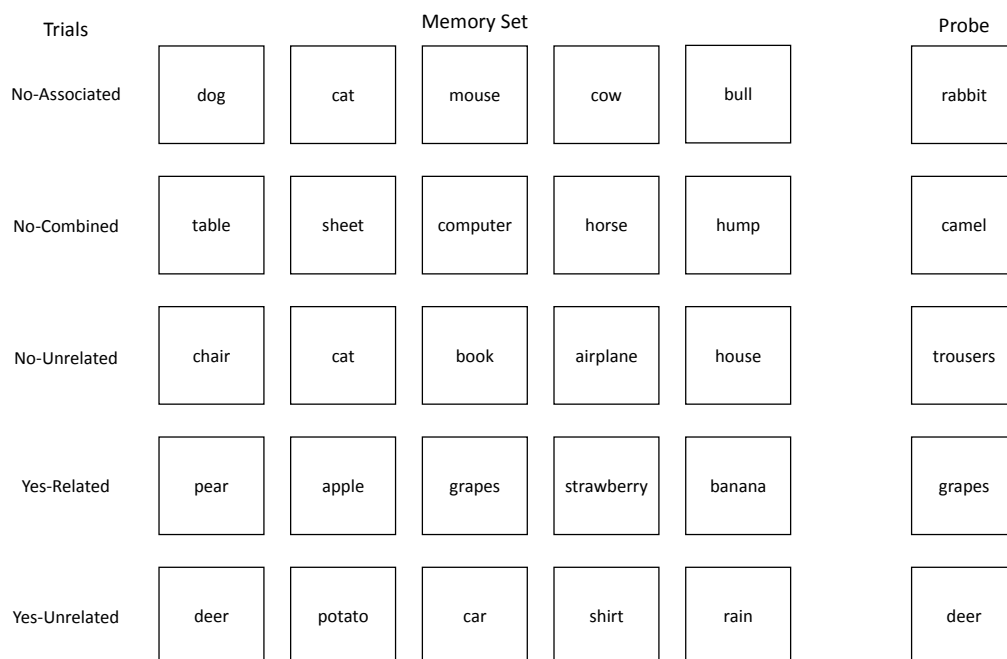 Trials Memory Set Probe
No-Associated dog cat mouse cow bull rabbit
No-Combined table sheet computer horse hump camel
No-Unrelated chair cat book airplane house trousers
Yes-Related pear apple grapes strawberry banana grapes
Yes-Unrelated deer potato car shirt rain deer